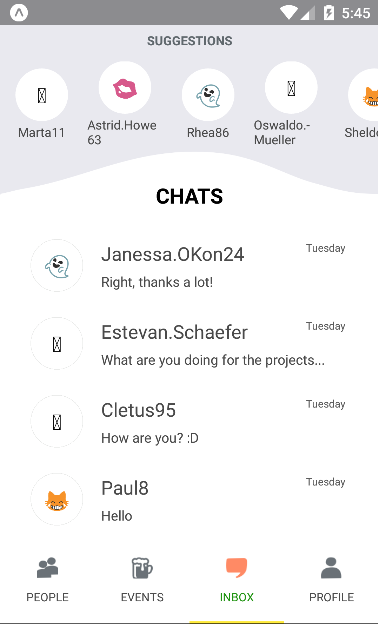 5:45
SUGGESTIONS
Marta11
Astrid.Howe
63
Rhea86
Oswaldo.-
Mueller
Shelde
CHATS
Janessa.OKon24
Tuesday
Right, thanks a lot!
Estevan.Schaefer
Tuesday
What are you doing for the projects...
Cletus95
Tuesday
How are you? :D
Paul8
Tuesday
Hello
PEOPLE
EVENTS
INBOX
PROFILE